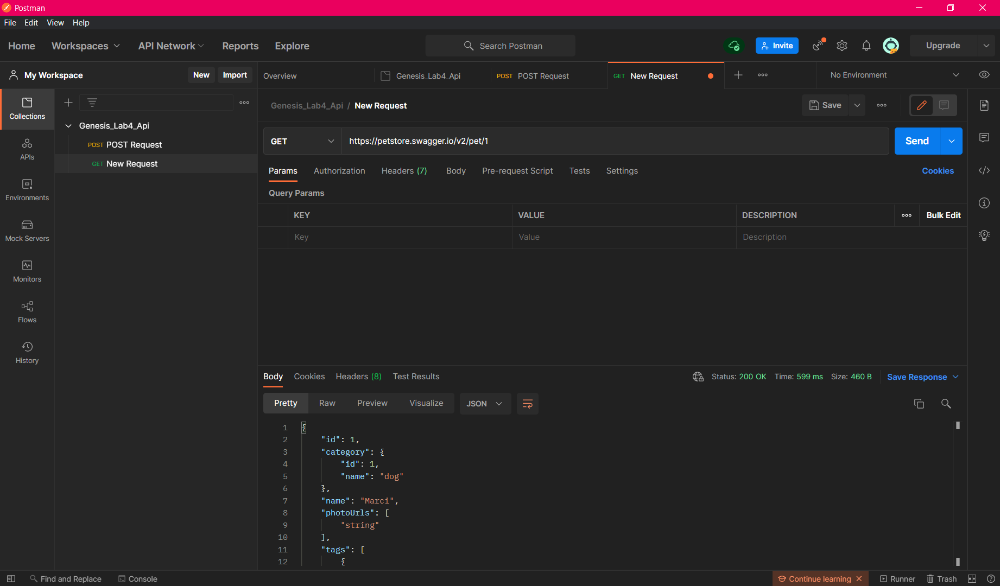 Postman
File Edit View Help
Home Workspaces API Network Reports Explore Search Postman Invite Upgrade
My Workspace New Import Overview Genesis_Lab4_Api POST POST Request GET New Request No Environment
Collections
APIs
Environments
Mock Servers
Monitors
Flows
History
Genesis_Lab4_Api
POST POST Request
GET New Request
Genesis_Lab4_Api / New Request Save
GET https://petstore.swagger.io/v2/pet/1 Send
Params Authorization Headers (7) Body Pre-request Script Tests Settings Cookies
Query Params
KEY VALUE DESCRIPTION Bulk Edit
Key Value Description
Body Cookies Headers (8) Test Results Status: 200 OK Time: 599 ms Size: 460 B Save Response
Pretty Raw Preview Visualize JSON
1 {
2 "id": 1,
3 "category": {
4 "id": 1,
5 "name": "dog"
6 },
7 "name": "Marci",
8 "photoUrls": [
9 "string"
10 ],
11 "tags": [
12 {
Find and Replace Console Continue learning Runner Trash